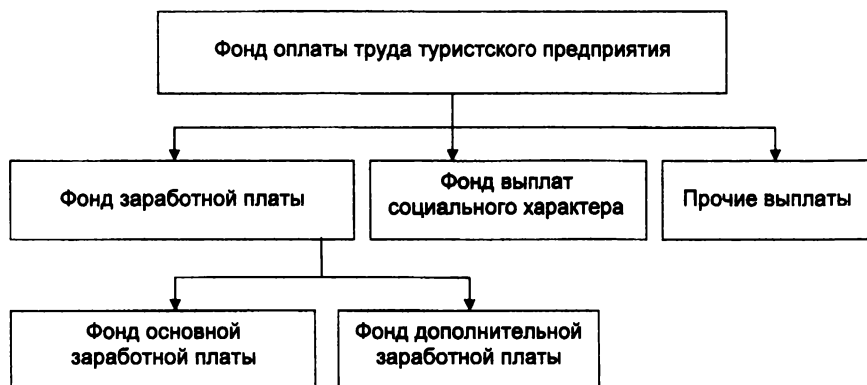 Фонд оплаты труда туристского предприятия
Фонд заработной платы
Фонд выплат
социального характера
Прочие выплаты
Фонд основной
заработной платы
Фонд дополнительной
заработной платы